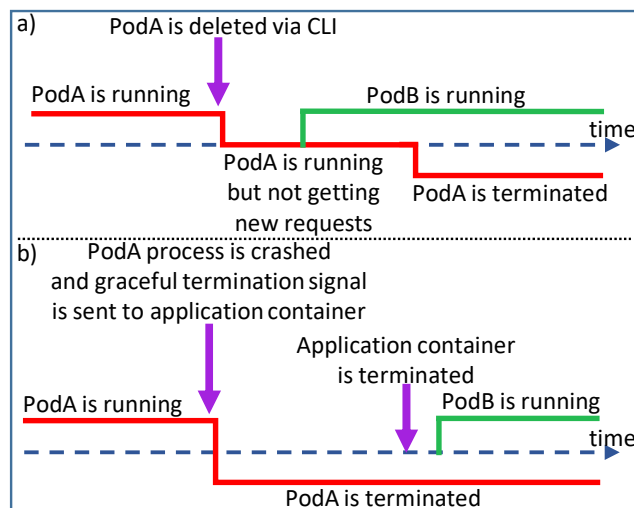 a)
PodA is deleted via CLI
PodA is running
PodB is running
time
PodA is running
but not getting
new requests
PodA is terminated
b)
PodA process is crashed
and graceful termination signal
is sent to application container
Application container
is terminated
PodA is running
PodB is running
time
PodA is terminated